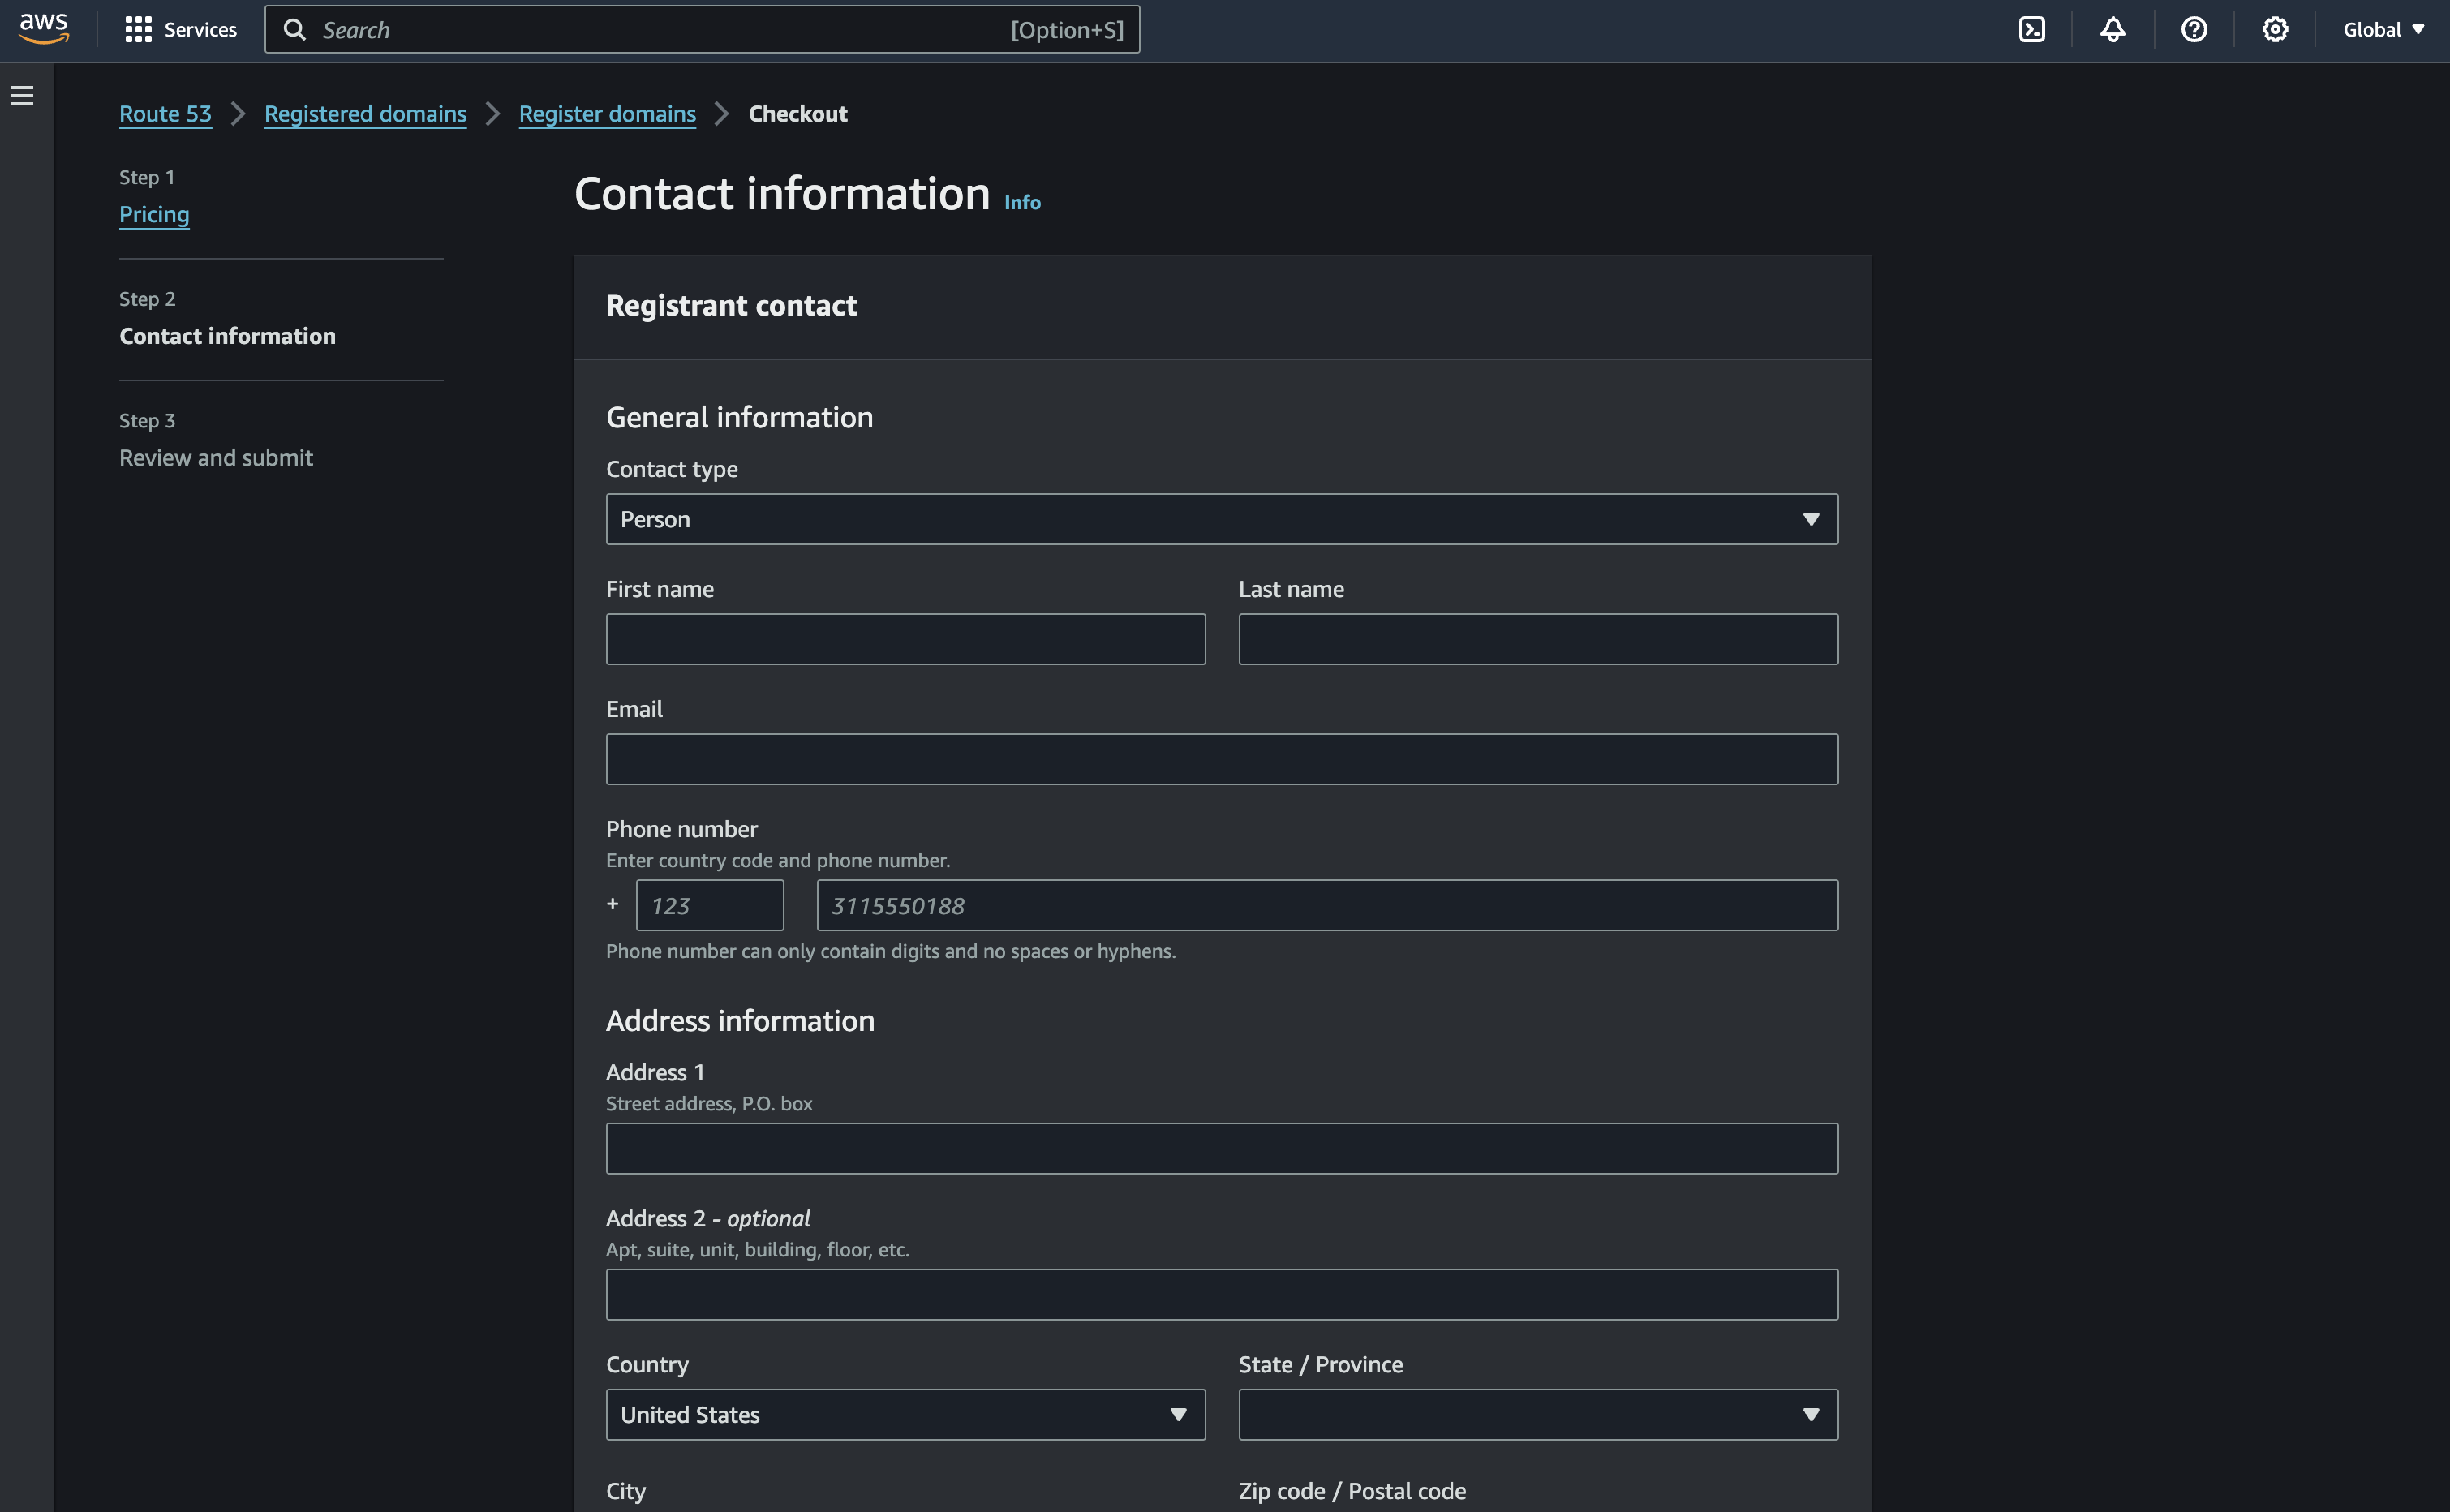 aws
Services
Search [Option+S]
Global
Route 53 Registered domains Register domains Checkout
Step 1
Pricing
Step 2
Contact information
Step 3
Review and submit
Contact information Info
Registrant contact
General information
Contact type
Person
First name Last name
Email
Phone number
Enter country code and phone number.
+ 123 3115550188
Phone number can only contain digits and no spaces or hyphens.
Address information
Address 1
Street address, P.O. box
Address 2 - optional
Apt, suite, unit, building, floor, etc.
Country State / Province
United States
City Zip code / Postal code